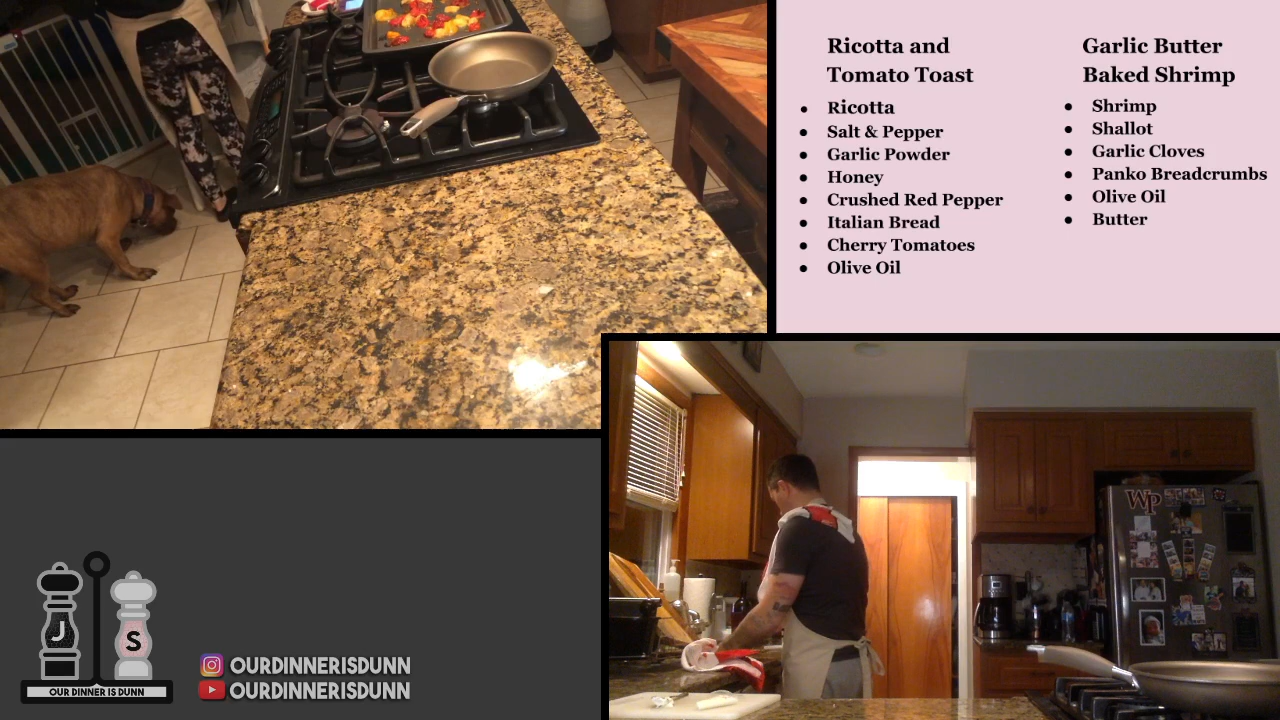 Ricotta and
Tomato Toast
• Ricotta
• Salt & Pepper
• Garlic Powder
• Honey
• Crushed Red Pepper
• Italian Bread
• Cherry Tomatoes
• Olive Oil
Garlic Butter
Baked Shrimp
• Shrimp
• Shallot
• Garlic Cloves
• Panko Breadcrumbs
• Olive Oil
• Butter
WP
J
S
OUR DINNER IS DUNN
OURDINNERISDUNN
OURDINNERISDUNN